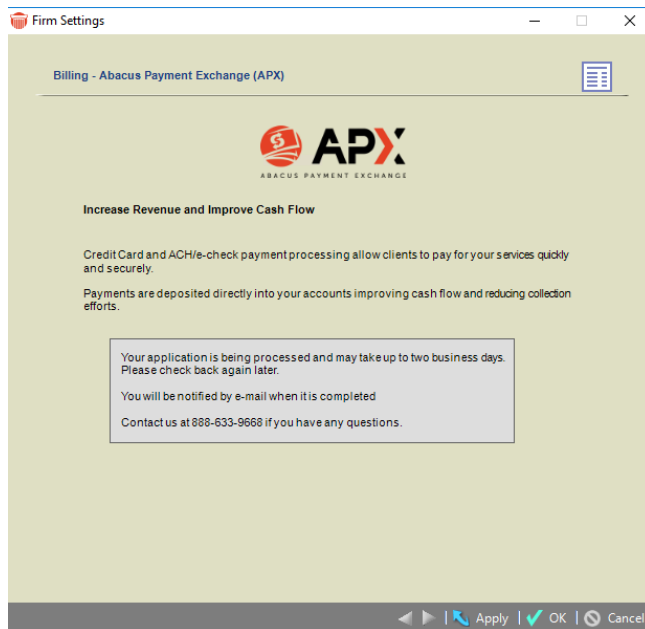 Firm Settings
Billing - Abacus Payment Exchange (APX)
$ APX
ABACUS PAYMENT EXCHANGE
Increase Revenue and Improve Cash Flow
Credit Card and ACH/e-check payment processing allow clients to pay for your services quickly
and securely.
Payments are deposited directly into your accounts improving cash flow and reducing collection
efforts.
Your application is being processed and may take up to two business days.
Please check back again later.
You will be notified by e-mail when it is completed
Contact us at 888-633-9668 if you have any questions.
Apply | OK | Cancel